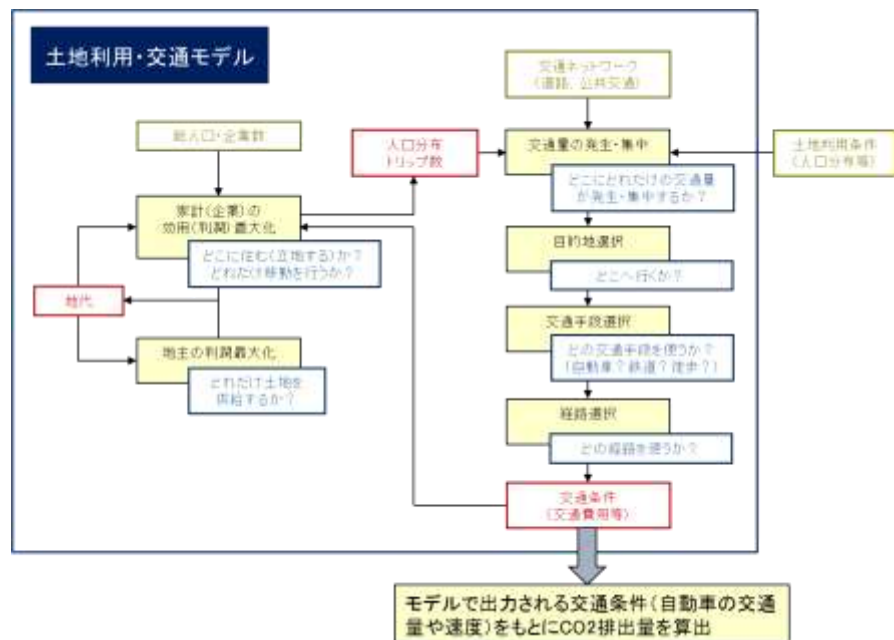 土地利用・交通モデル
交通ネットワーク
(道路、公共交通)
総人口・企業数
人口分布
トリップ数
交通量の発生・集中
土地利用条件
(人口分布等)
どこにどれだけの交通量
が発生・集中するか?
家計(企業)の
効用(利潤)最大化
どこに住む(立地する)か?
どれだけ移動を行うか?
目的地選択
どこへ行くか?
地代
交通手段選択
どの交通手段を使うか?
(自動車?鉄道?徒歩?)
地主の利潤最大化
どれだけ土地を
供給するか?
経路選択
どの経路を使うか?
交通条件
(交通費用等)
モデルで出力される交通条件(自動車の交通
量や速度)をもとにCO2排出量を算出